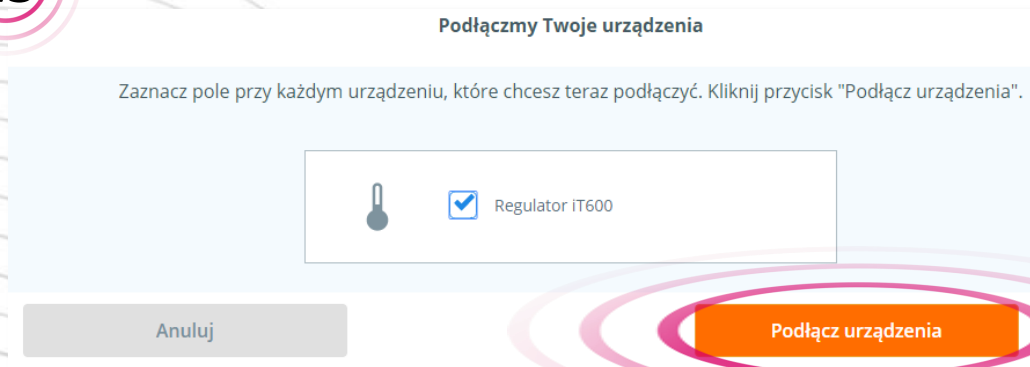 Podłączmy Twoje urządzenia
Zaznacz pole przy każdym urządzeniu, które chcesz teraz podłączyć. Kliknij przycisk "Podłącz urządzenia".
Regulator iT600
Anuluj
Podłącz urządzenia